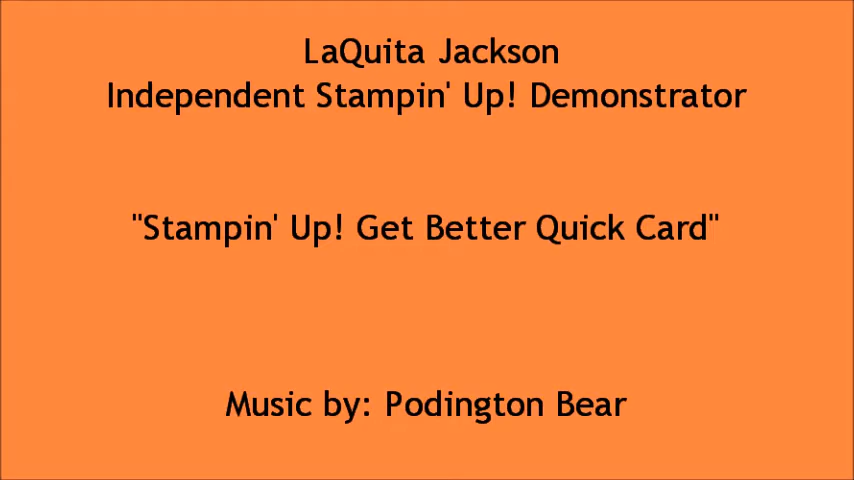 LaQuita Jackson
Independent Stampin' Up! Demonstrator
"Stampin' Up! Get Better Quick Card"
Music by: Podington Bear